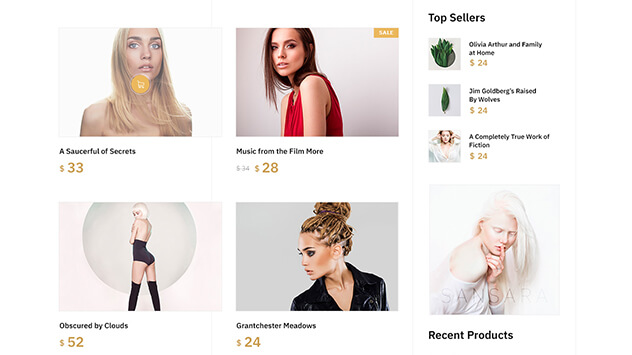 A Saucerful of Secrets
$ 33
SALE
Music from the Film More
$ 34 $ 28
Obscured by Clouds
$ 52
Grantchester Meadows
$ 24
Top Sellers
Olivia Arthur and Family
at Home
$ 24
Jim Goldberg's Raised
By Wolves
$ 24
A Completely True Work of
Fiction
$ 24
SANSARA
Recent Products